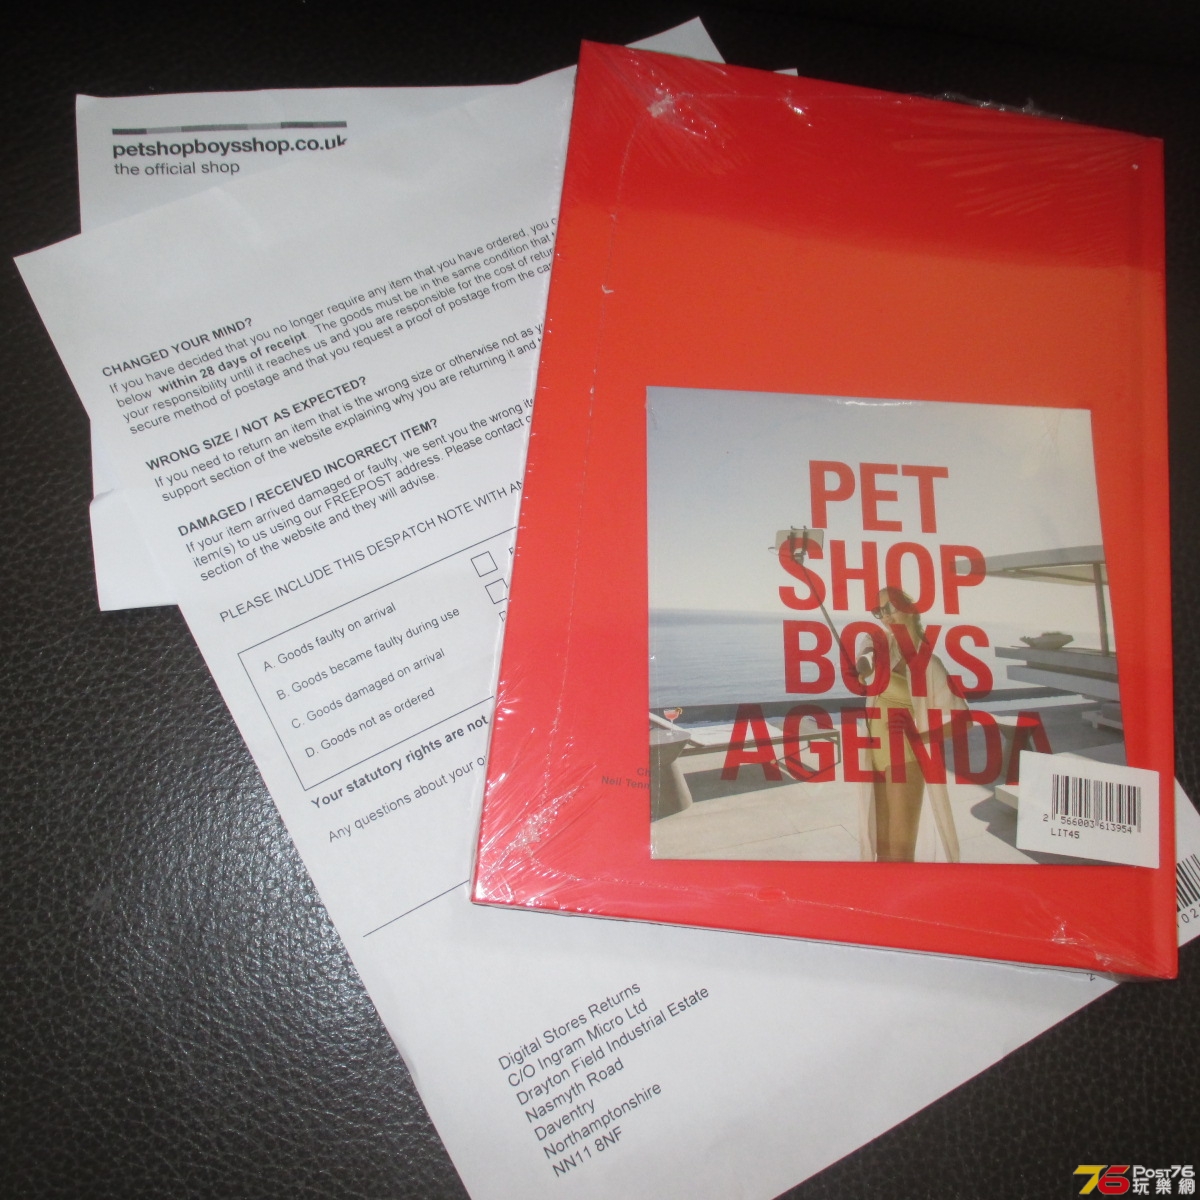 petshopboysshop.co.uk
the official shop
CHANGED YOUR MIND?
If you have decided that you no longer require any item that you have ordered, you
below within 28 days of receipt. The goods must be in the same condition that
your responsibility until it reaches us and you are responsible for the cost of
secure method of postage and that you request a proof of postage from the
WRONG SIZE / NOT AS EXPECTED?
If you need to return an item that is the wrong size or otherwise not as
support section of the website explaining why you are returning it and
DAMAGED / RECEIVED INCORRECT ITEM?
If your item arrived damaged or faulty, we sent you the wrong
item(s) to us using our FREEPOST address. Please contact
section of the website and they will advise.
PLEASE INCLUDE THIS DESPATCH NOTE WITH
A. Goods faulty on arrival
B. Goods became faulty during use
C. Goods damaged on arrival
D. Goods not as ordered
Your statutory rights are not
Any questions about your
Digital Stores Returns
C/O Ingram Micro Ltd
Drayton Field Industrial Estate
Nasmyth Road
Daventry
Northamptonshire
NN11 8NF
PET
SHOP
BOYS
AGENDA
Neil
2 566003 613954
LIT45
76 Post76
玩樂網